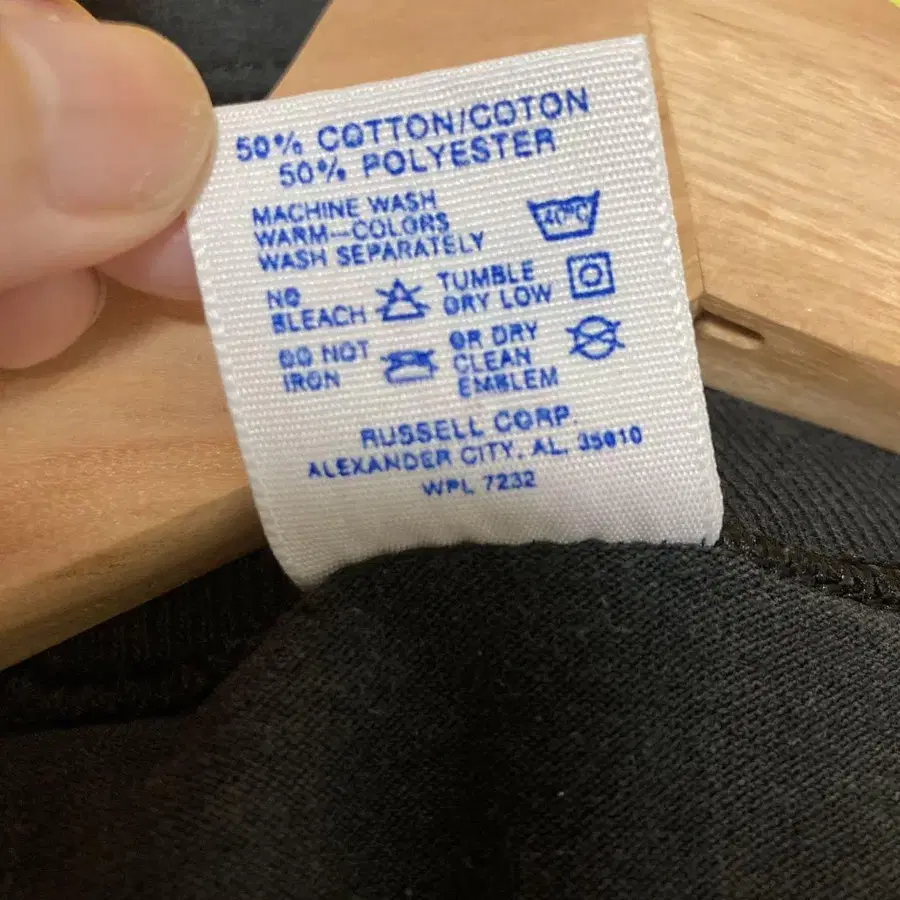 50% COTTON/COTON
50% POLYESTER
MACHINE WASH
WARM-COLORS
WASH SEPARATELY
40°C
NO
BLEACH
TUMBLE
DRY LOW
DO NOT
IRON
OR DRY
CLEAN
EMBLEM
RUSSELL CORP.
ALEXANDER CITY, AL. 35010
WPL 7232